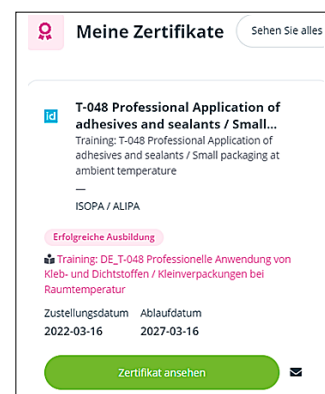 Meine Zertifikate
Sehen Sie alles
id
T-048 Professional Application of
adhesives and sealants / Small...
Training: T-048 Professional Application of
adhesives and sealants / Small packaging at
ambient temperature
—
ISOPA / ALIPA
Erfolgreiche Ausbildung
Training: DE_T-048 Professionelle Anwendung von
Kleb- und Dichtstoffen / Kleinverpackungen bei
Raumtemperatur
Zustellungsdatum Ablaufdatum
2022-03-16 2027-03-16
Zertifikat ansehen